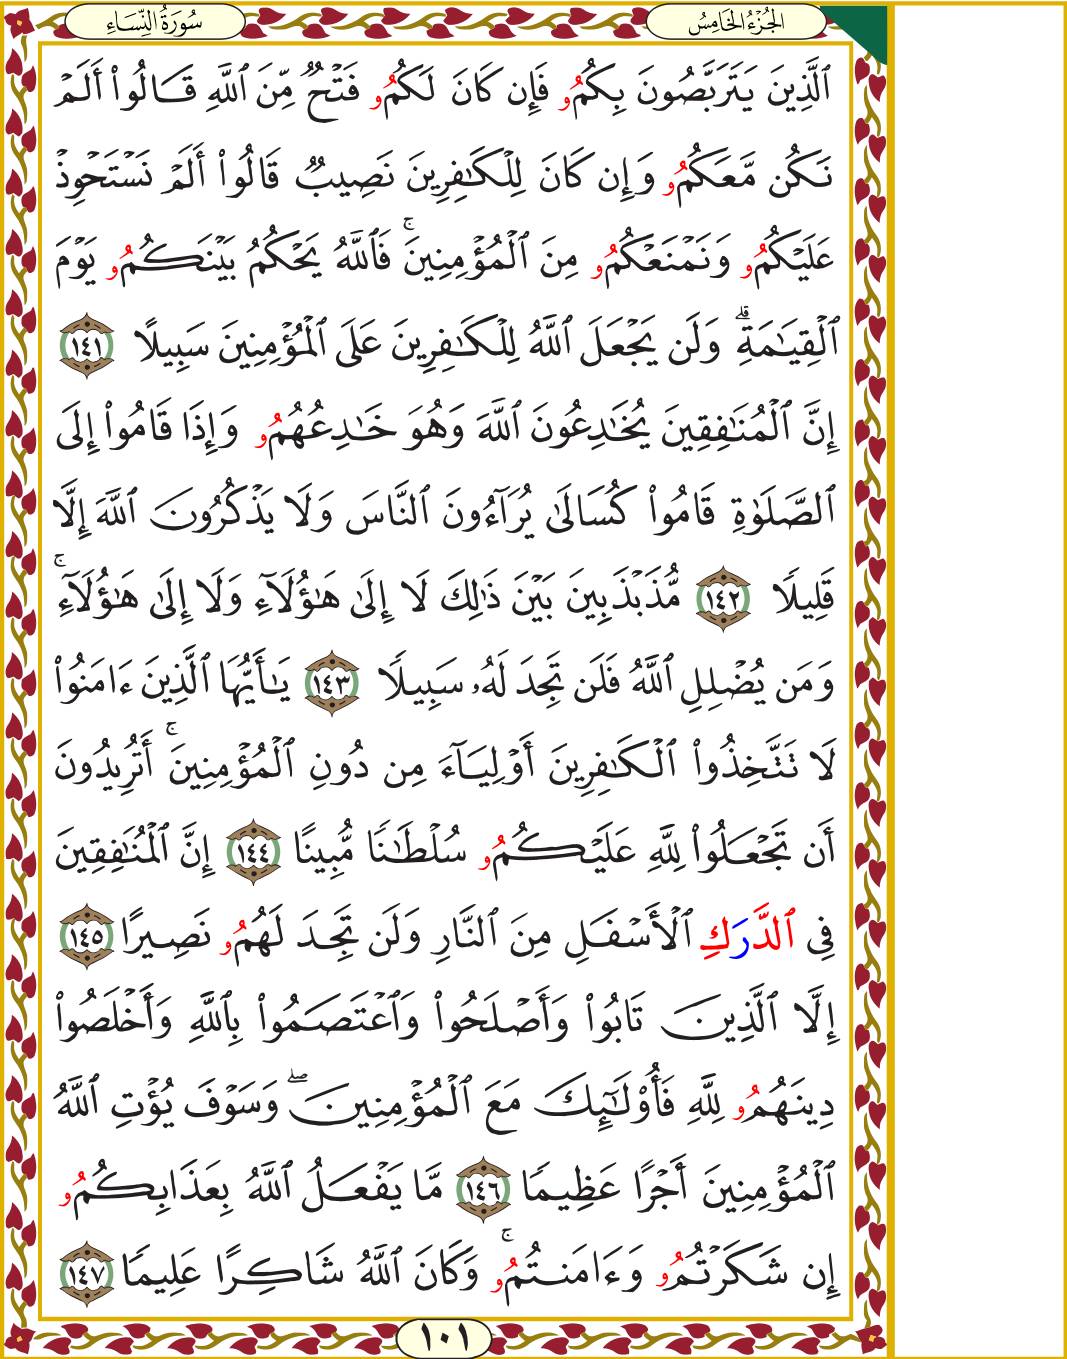 سُورَةُ النِّسَاءِ
الجُزْءُ الخَامِسُ
ٱلَّذِينَ يَتَرَبَّصُونَ بِكُمُۥ فَإِن كَانَ لَكُمُۥ فَتْحٌ مِّنَ ٱللَّهِ قَالُوا۟ أَلَمْ
نَكُن مَّعَكُمُۥ وَإِن كَانَ لِلْكَـٰفِرِينَ نَصِيبٌ قَالُوا۟ أَلَمْ نَسْتَحْوِذْ
عَلَيْكُمُۥ وَنَمْنَعْكُمُۥ مِنَ ٱلْمُؤْمِنِينَ ۚ فَٱللَّهُ يَحْكُمُ بَيْنَكُمُۥ يَوْمَ
ٱلْقِيَـٰمَةِ ۗ وَلَن يَجْعَلَ ٱللَّهُ لِلْكَـٰفِرِينَ عَلَى ٱلْمُؤْمِنِينَ سَبِيلًا ١٤١
إِنَّ ٱلْمُنَـٰفِقِينَ يُخَـٰدِعُونَ ٱللَّهَ وَهُوَ خَـٰدِعُهُمُۥ وَإِذَا قَامُوا۟ إِلَى
ٱلصَّلَوٰةِ قَامُوا۟ كُسَالَىٰ يُرَآءُونَ ٱلنَّاسَ وَلَا يَذْكُرُونَ ٱللَّهَ إِلَّا
قَلِيلًا ١٤٢ مُّذَبْذَبِينَ بَيْنَ ذَٰلِكَ لَا إِلَىٰ هَـٰؤُلَآءِ وَلَا إِلَىٰ هَـٰؤُلَآءِ ۚ
وَمَن يُضْلِلِ ٱللَّهُ فَلَن تَجِدَ لَهُۥ سَبِيلًا ١٤٣ يَـٰأَيُّهَا ٱلَّذِينَ ءَامَنُوا۟
لَا تَتَّخِذُوا۟ ٱلْكَـٰفِرِينَ أَوْلِيَآءَ مِن دُونِ ٱلْمُؤْمِنِينَ ۚ أَتُرِيدُونَ
أَن تَجْعَلُوا۟ لِلَّهِ عَلَيْكُمُۥ سُلْطَـٰنًا مُّبِينًا ١٤٤ إِنَّ ٱلْمُنَـٰفِقِينَ
فِى ٱلدَّرَكِ ٱلْأَسْفَلِ مِنَ ٱلنَّارِ وَلَن تَجِدَ لَهُمُۥ نَصِيرًا ١٤٥
إِلَّا ٱلَّذِينَ تَابُوا۟ وَأَصْلَحُوا۟ وَٱعْتَصَمُوا۟ بِٱللَّهِ وَأَخْلَصُوا۟
دِينَهُمُۥ لِلَّهِ فَأُو۟لَـٰٓئِكَ مَعَ ٱلْمُؤْمِنِينَ ۖ وَسَوْفَ يُؤْتِ ٱللَّهُ
ٱلْمُؤْمِنِينَ أَجْرًا عَظِيمًا ١٤٦ مَّا يَفْعَلُ ٱللَّهُ بِعَذَابِكُمُۥ
إِن شَكَرْتُمُۥ وَءَامَنتُمُۥ ۚ وَكَانَ ٱللَّهُ شَاكِرًا عَلِيمًا ١٤٧
١٠١